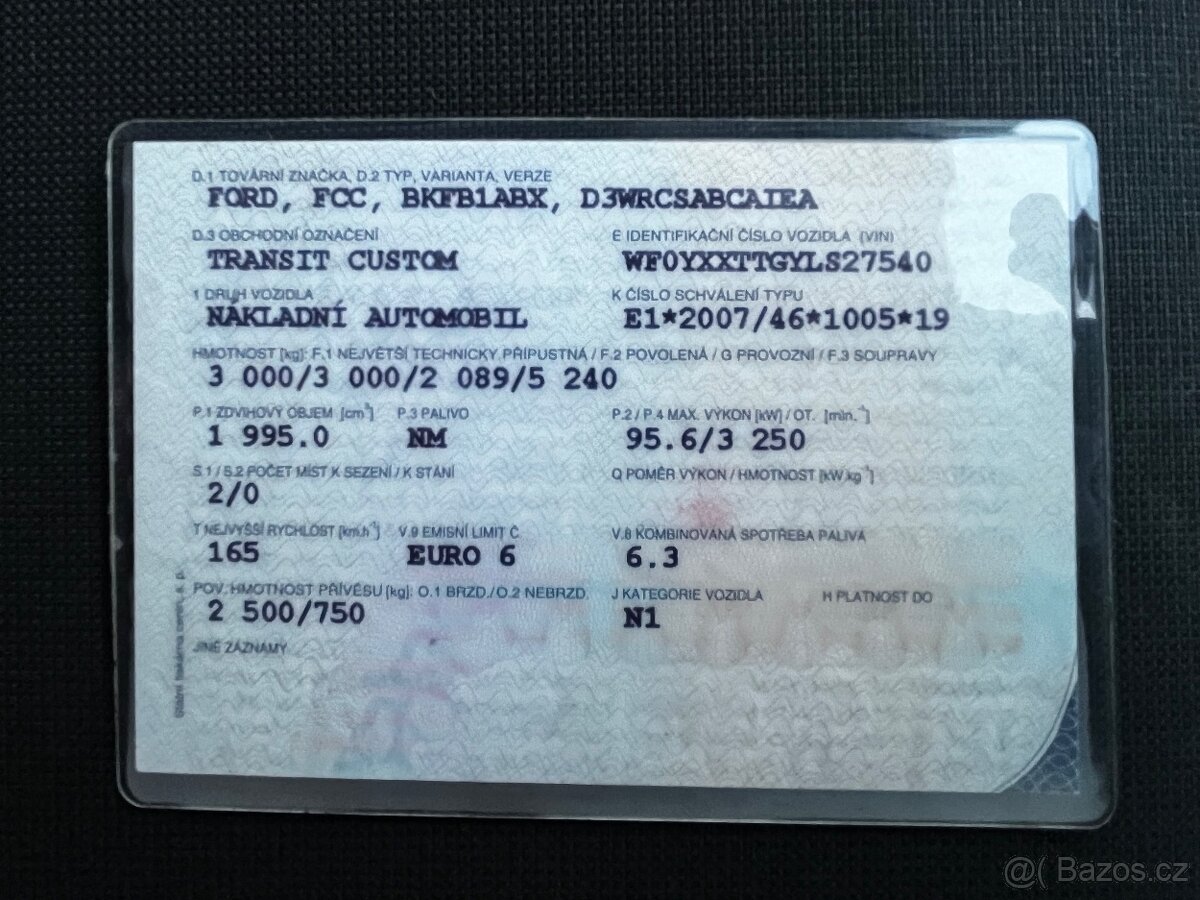 D.1 TOVÁRNÍ ZNAČKA, D.2 TYP, VARIANTA, VERZE
FORD, FCC, BKFB1ABX, D3WRCSABCAIEA
D.3 OBCHODNÍ OZNAČENÍ E IDENTIFIKAČNÍ ČÍSLO VOZIDLA (VIN)
TRANSIT CUSTOM WF0YXXTTGYLS27540
1 DRUH VOZIDLA K ČÍSLO SCHVÁLENÍ TYPU
NÁKLADNÍ AUTOMOBIL E1*2007/46*1005*19
HMOTNOST [kg]: F.1 NEJVĚTŠÍ TECHNICKY PŘÍPUSTNÁ / F.2 POVOLENÁ / G PROVOZNÍ / F.3 SOUPRAVY
3 000/3 000/2 089/5 240
P.1 ZDVIHOVÝ OBJEM [cm³] P.3 PALIVO P.2 / P.4 MAX. VÝKON [kW] / OT. [min.⁻¹]
1 995.0 NM 95.6/3 250
S.1 / S.2 POČET MÍST K SEZENÍ / K STÁNÍ Q POMĚR VÝKON / HMOTNOST [kW.kg⁻¹]
2/0
T NEJVYŠŠÍ RYCHLOST [km.h⁻¹] V.9 EMISNÍ LIMIT Č V.8 KOMBINOVANÁ SPOTŘEBA PALIVA
165 EURO 6 6.3
POV. HMOTNOST PŘÍVĚSU [kg]: O.1 BRZD./O.2 NEBRZD. J KATEGORIE VOZIDLA H PLATNOST DO
2 500/750 N1
JINÉ ZÁZNAMY
@( Bazos.cz